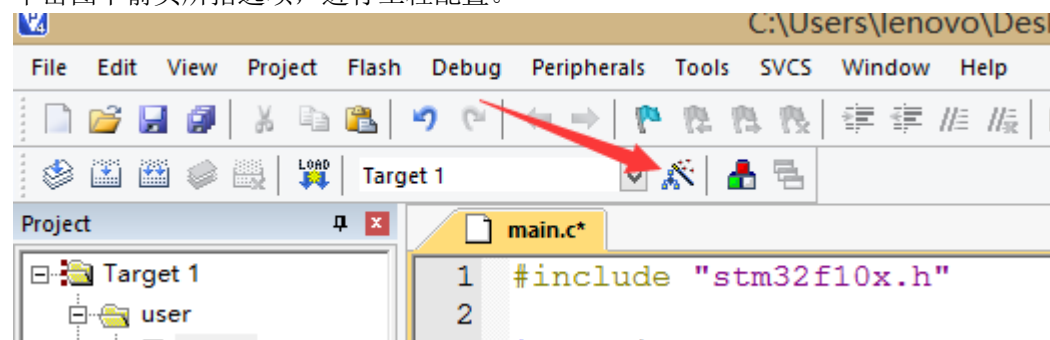 C:\Users\lenovo\Des
File Edit View Project Flash Debug Peripherals Tools SVCS Window Help
LOAD
Target 1
Project
main.c*
Target 1
1 #include "stm32f10x.h"
user
2